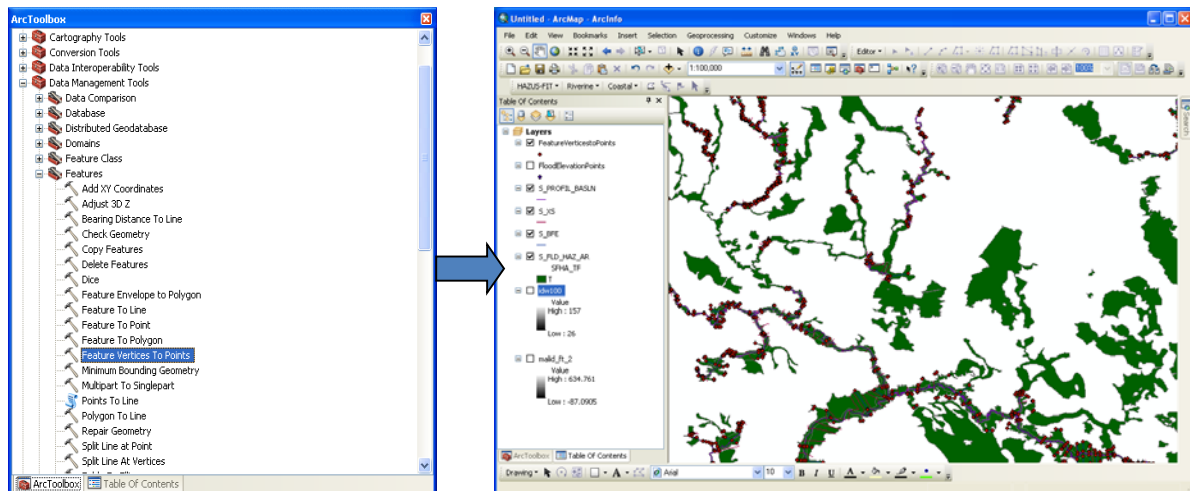 ArcToolbox
Cartography Tools
Conversion Tools
Data Interoperability Tools
Data Management Tools
Data Comparison
Database
Distributed Geodatabase
Domains
Feature Class
Features
Add XY Coordinates
Adjust 3D Z
Bearing Distance To Line
Check Geometry
Copy Features
Delete Features
Dice
Feature Envelope to Polygon
Feature To Line
Feature To Point
Feature To Polygon
Feature Vertices To Points
Minimum Bounding Geometry
Multipart To Singlepart
Points To Line
Polygon To Line
Repair Geometry
Split Line at Point
Split Line At Vertices
ArcToolbox Table Of Contents
Untitled - ArcMap - ArcInfo
File Edit View Bookmarks Insert Selection Geoprocessing Customize Windows Help
Editor
1:100,000 100%
HAZUS-FIT Riverine Coastal
Table Of Contents
Search
Layers
FeatureVerticestoPoints
FloodElevationPoints
S_PROFIL_BASLN
S_XS
S_BFE
S_FLD_HAZ_AR
SFHA_TF
T
idw100
Value
High : 157
Low : 26
malid_ft_2
Value
High : 634.761
Low : -87.0905
ArcToolbox Table Of Contents
Drawing A Arial 10 B I U A